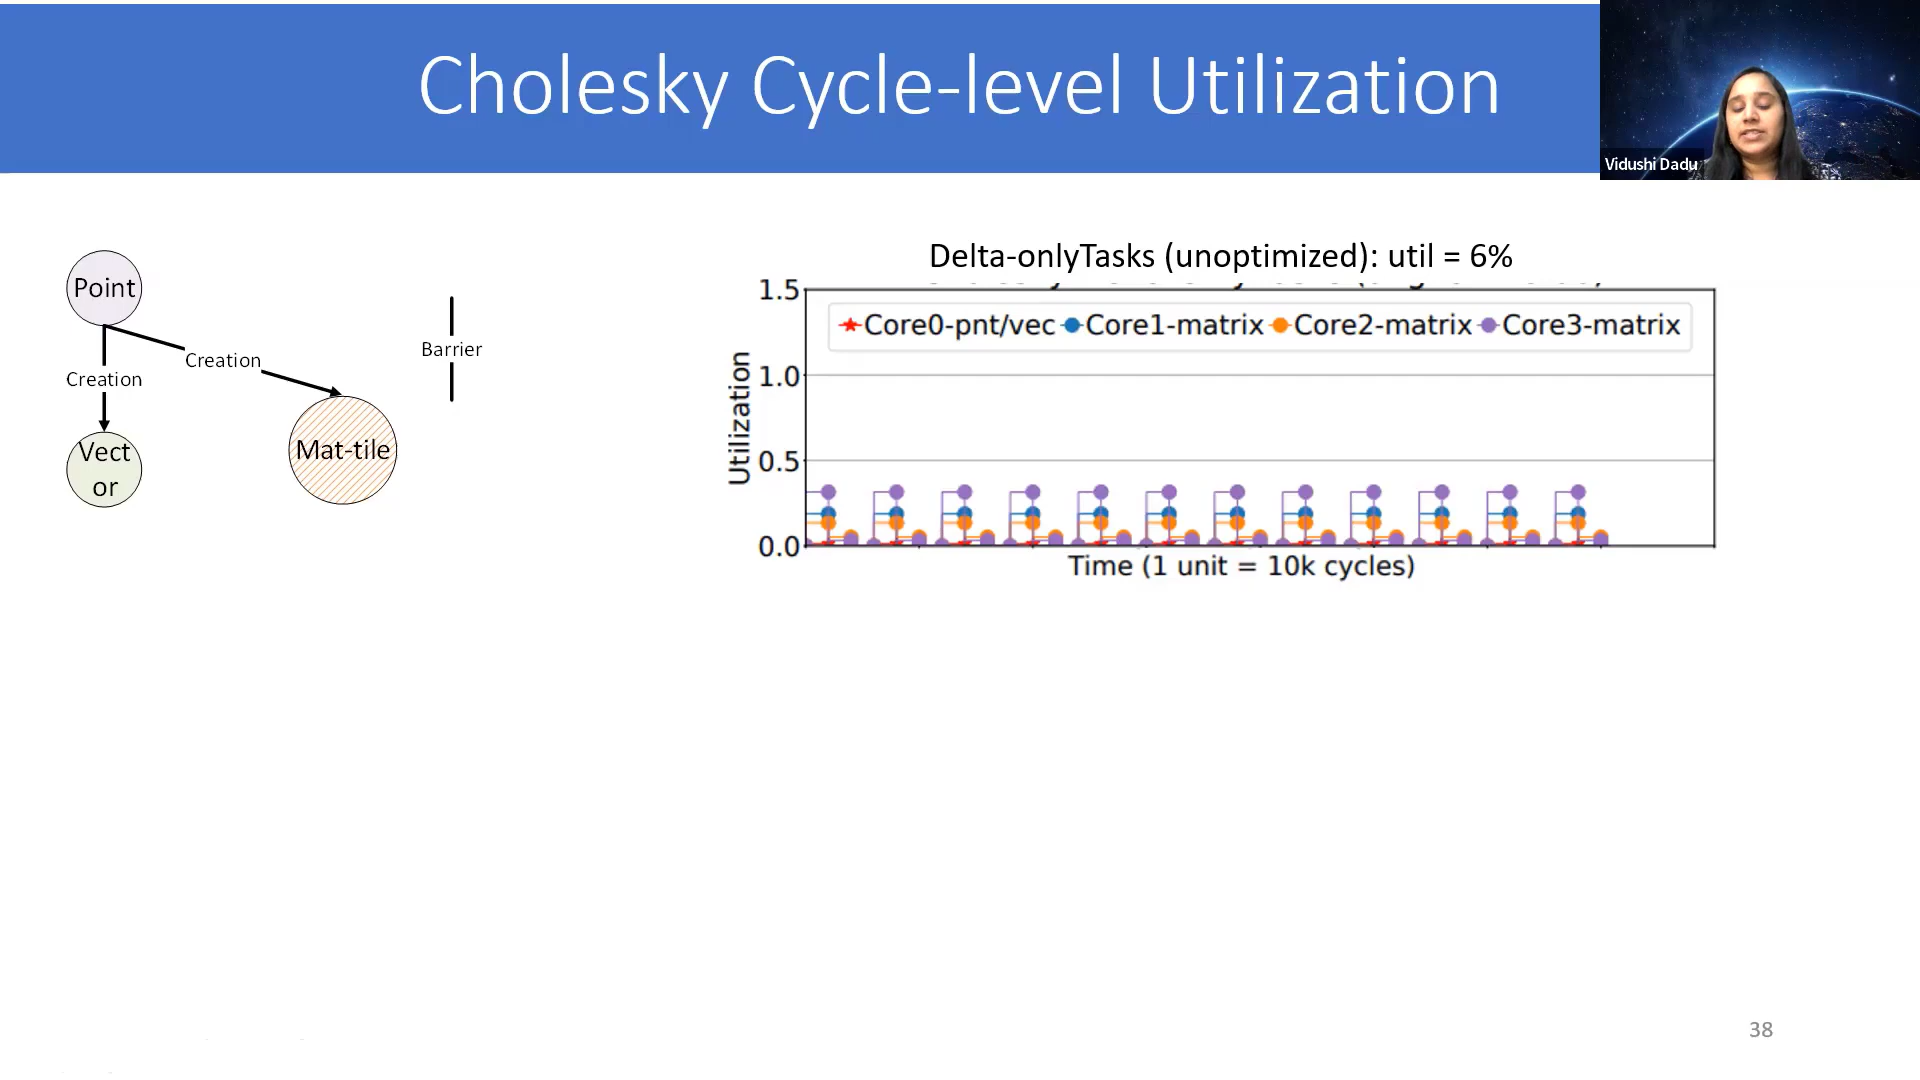 Cholesky Cycle-level Utilization
Vidushi Dadu
Point
Creation
Creation
Vect
or
Mat-tile
Barrier
Delta-onlyTasks (unoptimized): util = 6%
Core0-pnt/vec Core1-matrix Core2-matrix Core3-matrix
1.5
1.0
0.5
0.0
Utilization
Time (1 unit = 10k cycles)
38